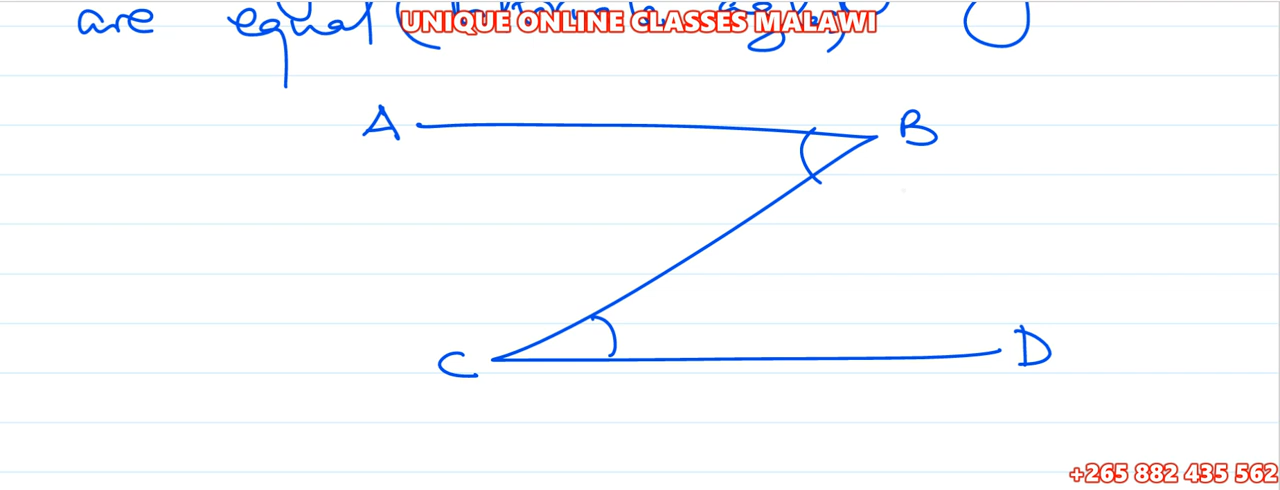 are equal (
UNIQUE ONLINE CLASSES MALAWI
A B
C D
+265 882 435 562